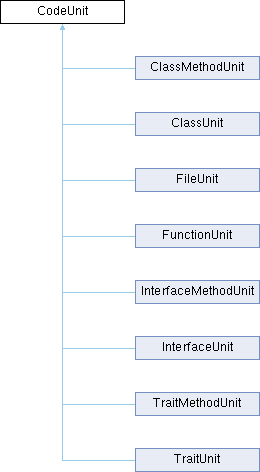 CodeUnit
ClassMethodUnit
ClassUnit
FileUnit
FunctionUnit
InterfaceMethodUnit
InterfaceUnit
TraitMethodUnit
TraitUnit